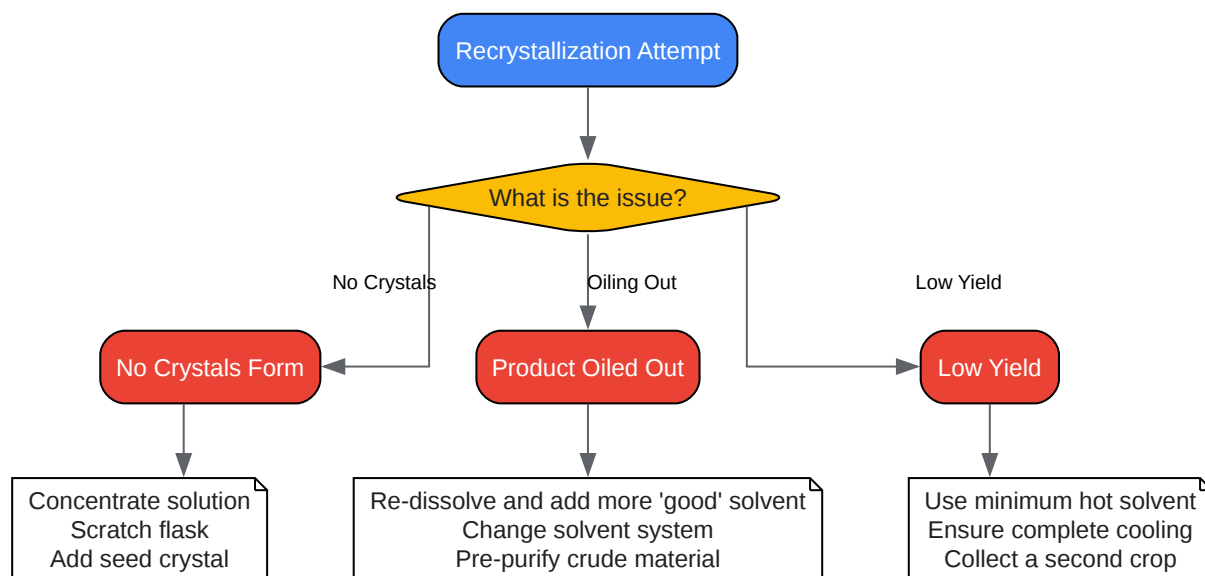 Recrystallization Attempt
What is the issue?
No Crystals
Oiling Out
Low Yield
No Crystals Form
Product Oiled Out
Low Yield
Concentrate solution
Scratch flask
Add seed crystal
Re-dissolve and add more 'good' solvent
Change solvent system
Pre-purify crude material
Use minimum hot solvent
Ensure complete cooling
Collect a second crop